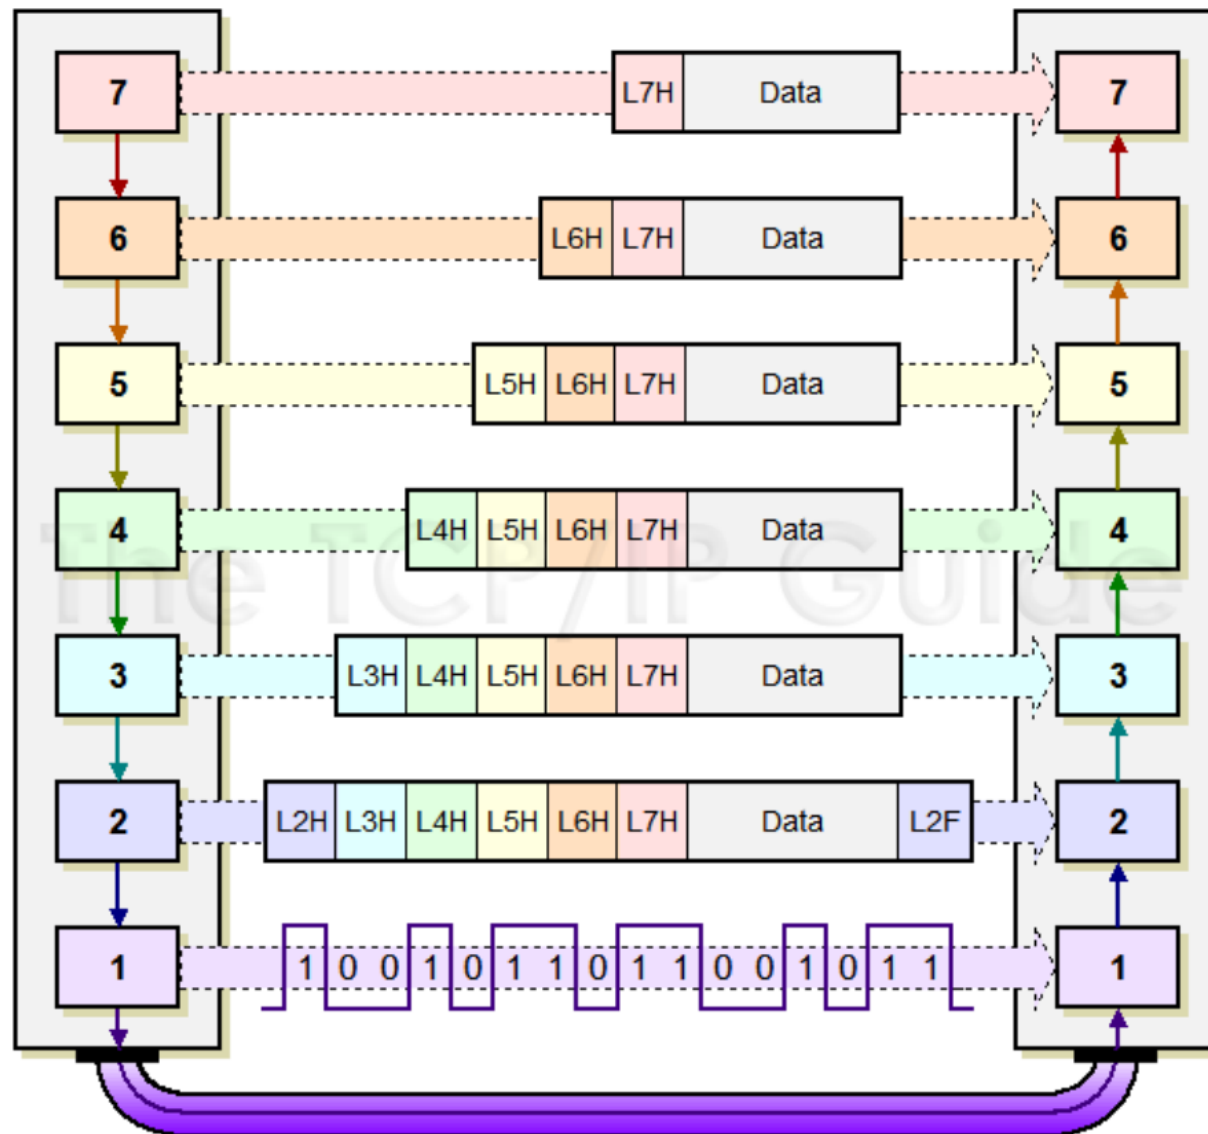 7 L7H Data 7
6 L6H L7H Data 6
5 L5H L6H L7H Data 5
4 L4H L5H L6H L7H Data 4
The TCP/IP Guide
3 L3H L4H L5H L6H L7H Data 3
2 L2H L3H L4H L5H L6H L7H Data L2F 2
1 1 0 0 1 0 1 1 0 1 1 0 0 1 0 1 1 1